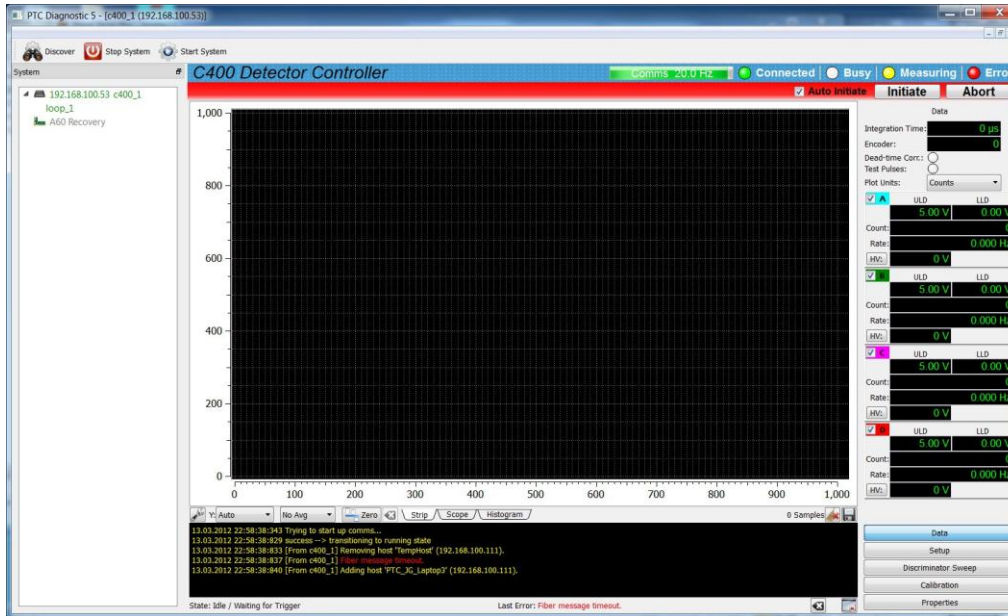 PTC Diagnostic 5 - [c400_1 (192.168.100.53)]
Discover Stop System Start System
System
192.168.100.53 c400_1
loop_1
A60 Recovery
C400 Detector Controller Comms 20.0 Hz Connected Busy Measuring Erro
Auto Initiate Initiate Abort
1,000
800
600
400
200
0
0 100 200 300 400 500 600 700 800 900 1,000
Data
Integration Time: 0 µs
Encoder: 0
Dead-time Corr.:
Test Pulses:
Plot Units: Counts
A ULD LLD
5.00 V 0.00 V
Count: 0
Rate: 0.000 Hz
HV: 0 V
B ULD LLD
5.00 V 0.00 V
Count: 0
Rate: 0.000 Hz
HV: 0 V
C ULD LLD
5.00 V 0.00 V
Count: 0
Rate: 0.000 Hz
HV: 0 V
D ULD LLD
5.00 V 0.00 V
Count: 0
Rate: 0.000 Hz
HV: 0 V
Y: Auto No Avg Zero Strip Scope Histogram 0 Samples
13.03.2012 22:58:38:343 Trying to start up comms...
13.03.2012 22:58:38:829 success --> transitioning to running state
13.03.2012 22:58:38:833 [From c400_1] Removing host 'TempHost' (192.168.100.111).
13.03.2012 22:58:38:837 [From c400_1] Fiber message timeout.
13.03.2012 22:58:38:840 [From c400_1] Adding host 'PTC_JG_Laptop3' (192.168.100.111).
State: Idle / Waiting for Trigger Last Error: Fiber message timeout.
Data
Setup
Discriminator Sweep
Calibration
Properties